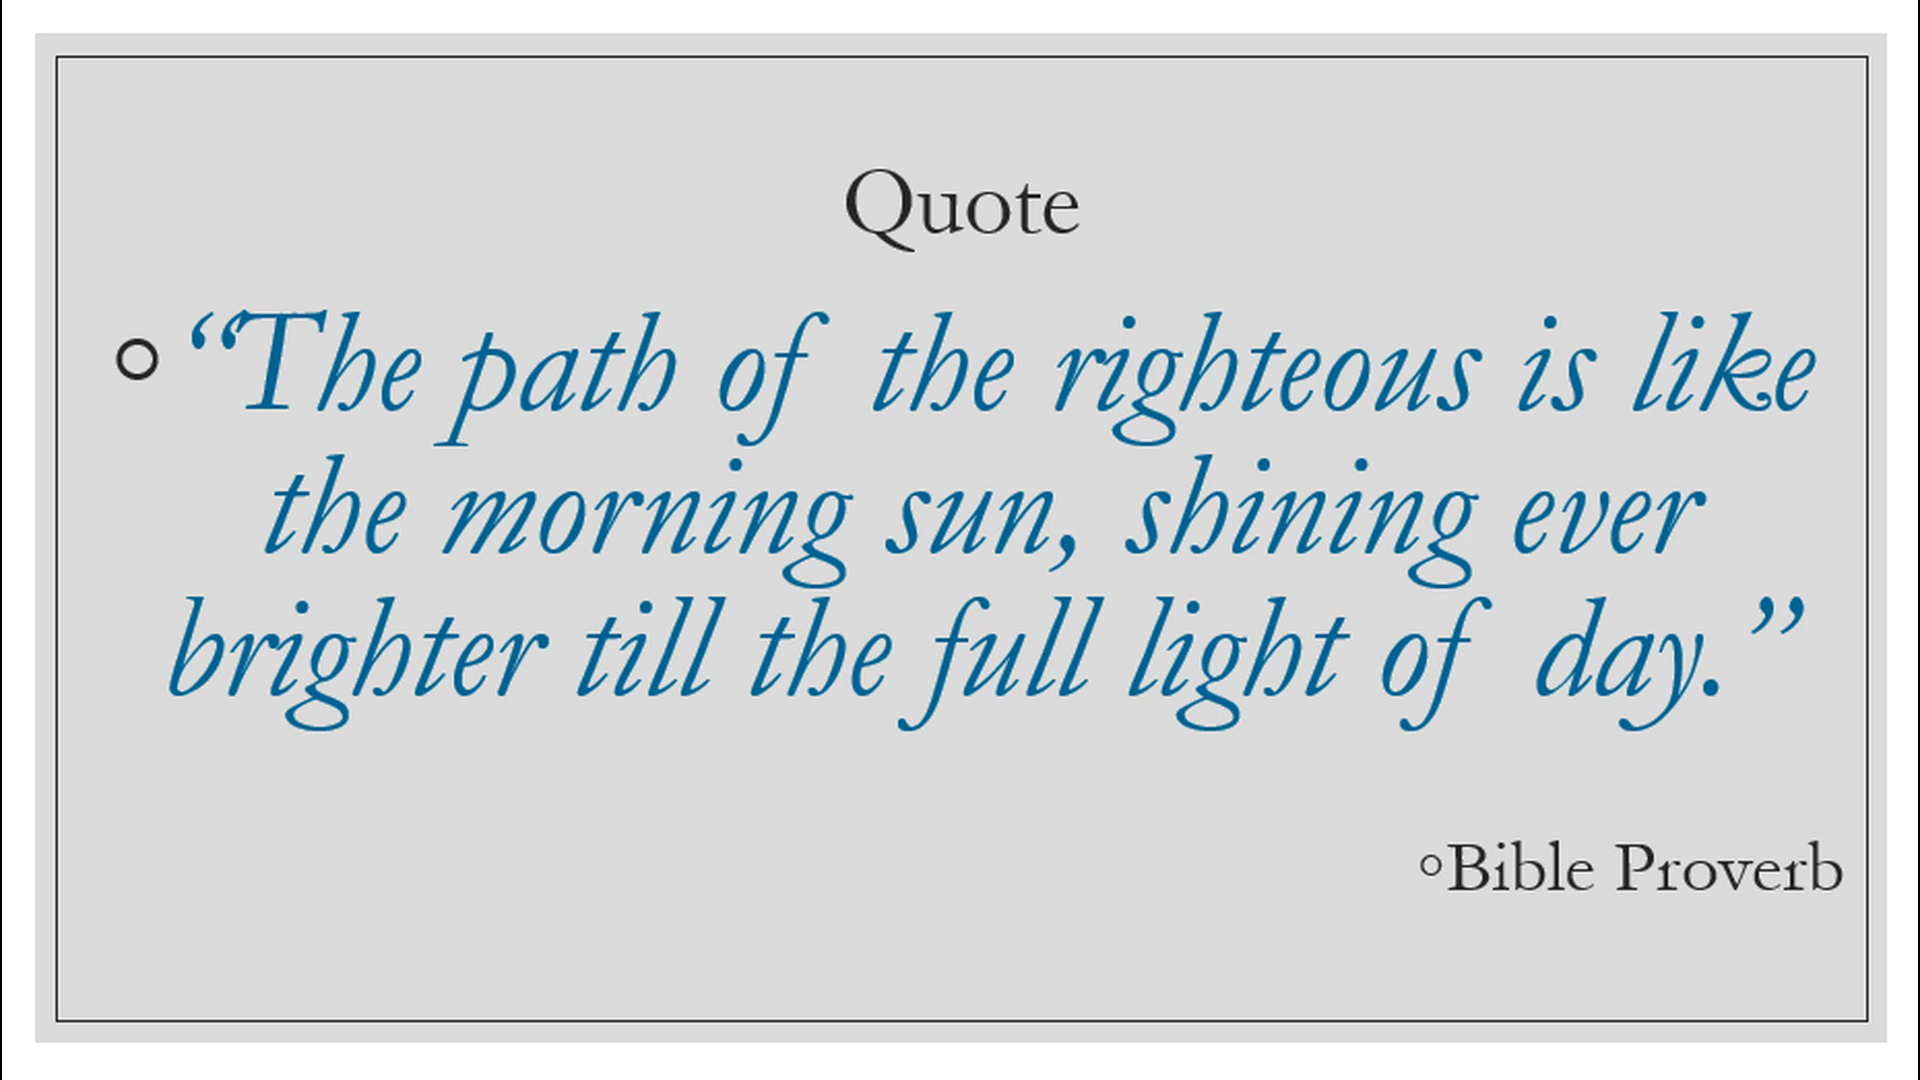 Quote
“The path of the righteous is like
the morning sun, shining ever
brighter till the full light of day.”
Bible Proverb